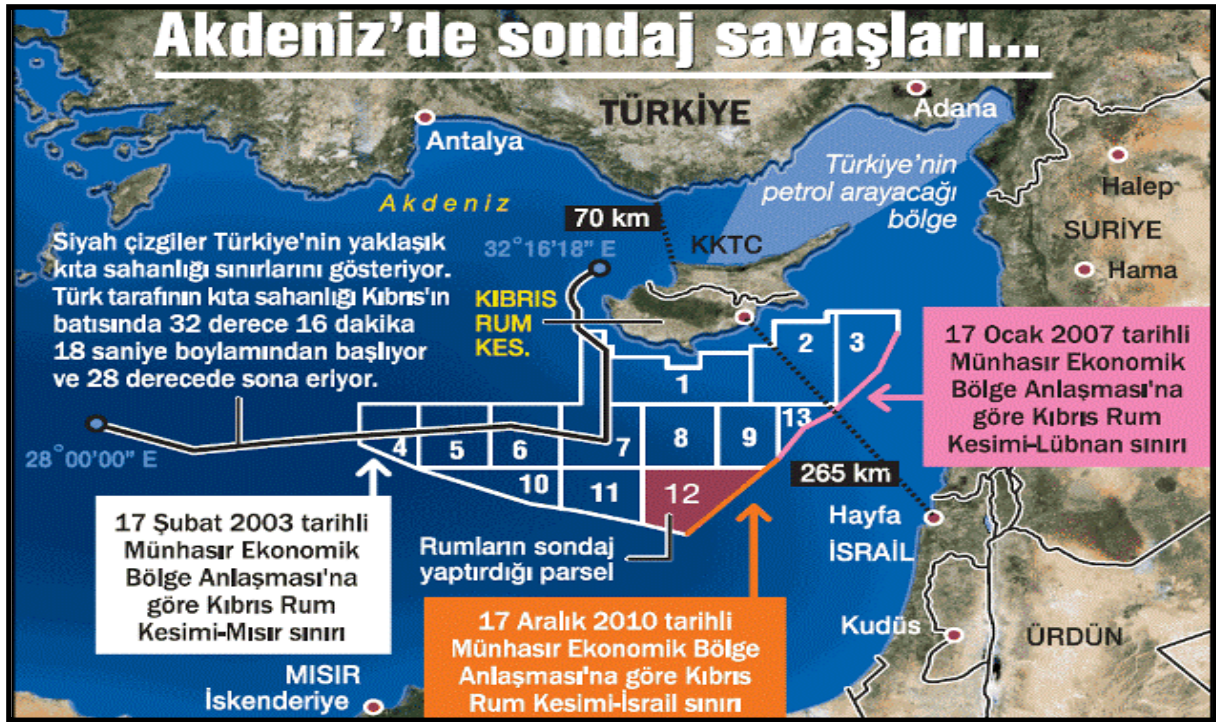 Akdeniz'de sondaj savaşları...
TÜRKİYE
Adana
Antalya
Akdeniz
Türkiye'nin
petrol arayacağı
bölge
Halep
SURİYE
Hama
70 km
KKTC
32°16'18" E
Siyah çizgiler Türkiye'nin yaklaşık
kıta sahanlığı sınırlarını gösteriyor.
Türk tarafının kıta sahanlığı Kıbrıs'ın
batısında 32 derece 16 dakika
18 saniye boylamından başlıyor
ve 28 derecede sona eriyor.
KIBRIS
RUM
KES.
28°00'00" E
1
2
3
4
5
6
7
8
9
13
10
11
12
17 Ocak 2007 tarihli
Münhasır Ekonomik
Bölge Anlaşması'na
göre Kıbrıs Rum
Kesimi-Lübnan sınırı
265 km
Hayfa
İSRAİL
Kudüs
ÜRDÜN
17 Şubat 2003 tarihli
Münhasır Ekonomik
Bölge Anlaşması'na
göre Kıbrıs Rum
Kesimi-Mısır sınırı
Rumların sondaj
yaptırdığı parsel
17 Aralık 2010 tarihli
Münhasır Ekonomik Bölge
Anlaşması'na göre Kıbrıs
Rum Kesimi-İsrail sınırı
MISIR
İskenderiye